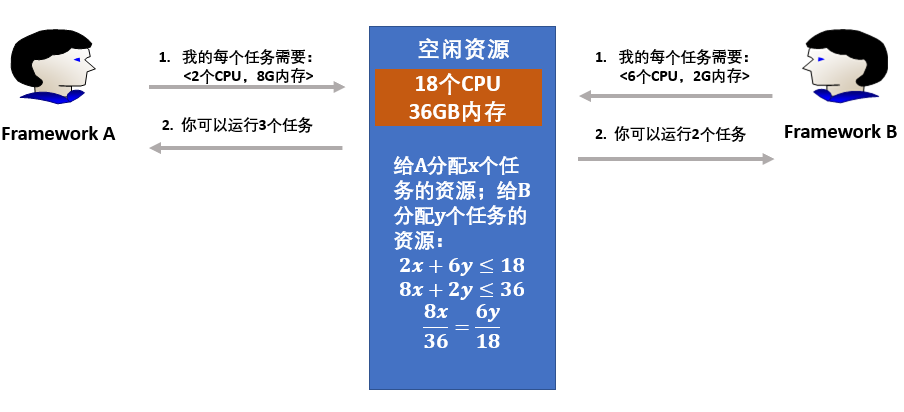 1. 我的每个任务需要：
<2个CPU，8G内存>
2. 你可以运行3个任务
Framework A
空闲资源
18个CPU
36GB内存
给A分配x个任
务的资源；给B
分配y个任务的
资源：
2x + 6y ≤ 18
8x + 2y ≤ 36
8x/36 = 6y/18
1. 我的每个任务需要：
<6个CPU，2G内存>
2. 你可以运行2个任务
Framework B